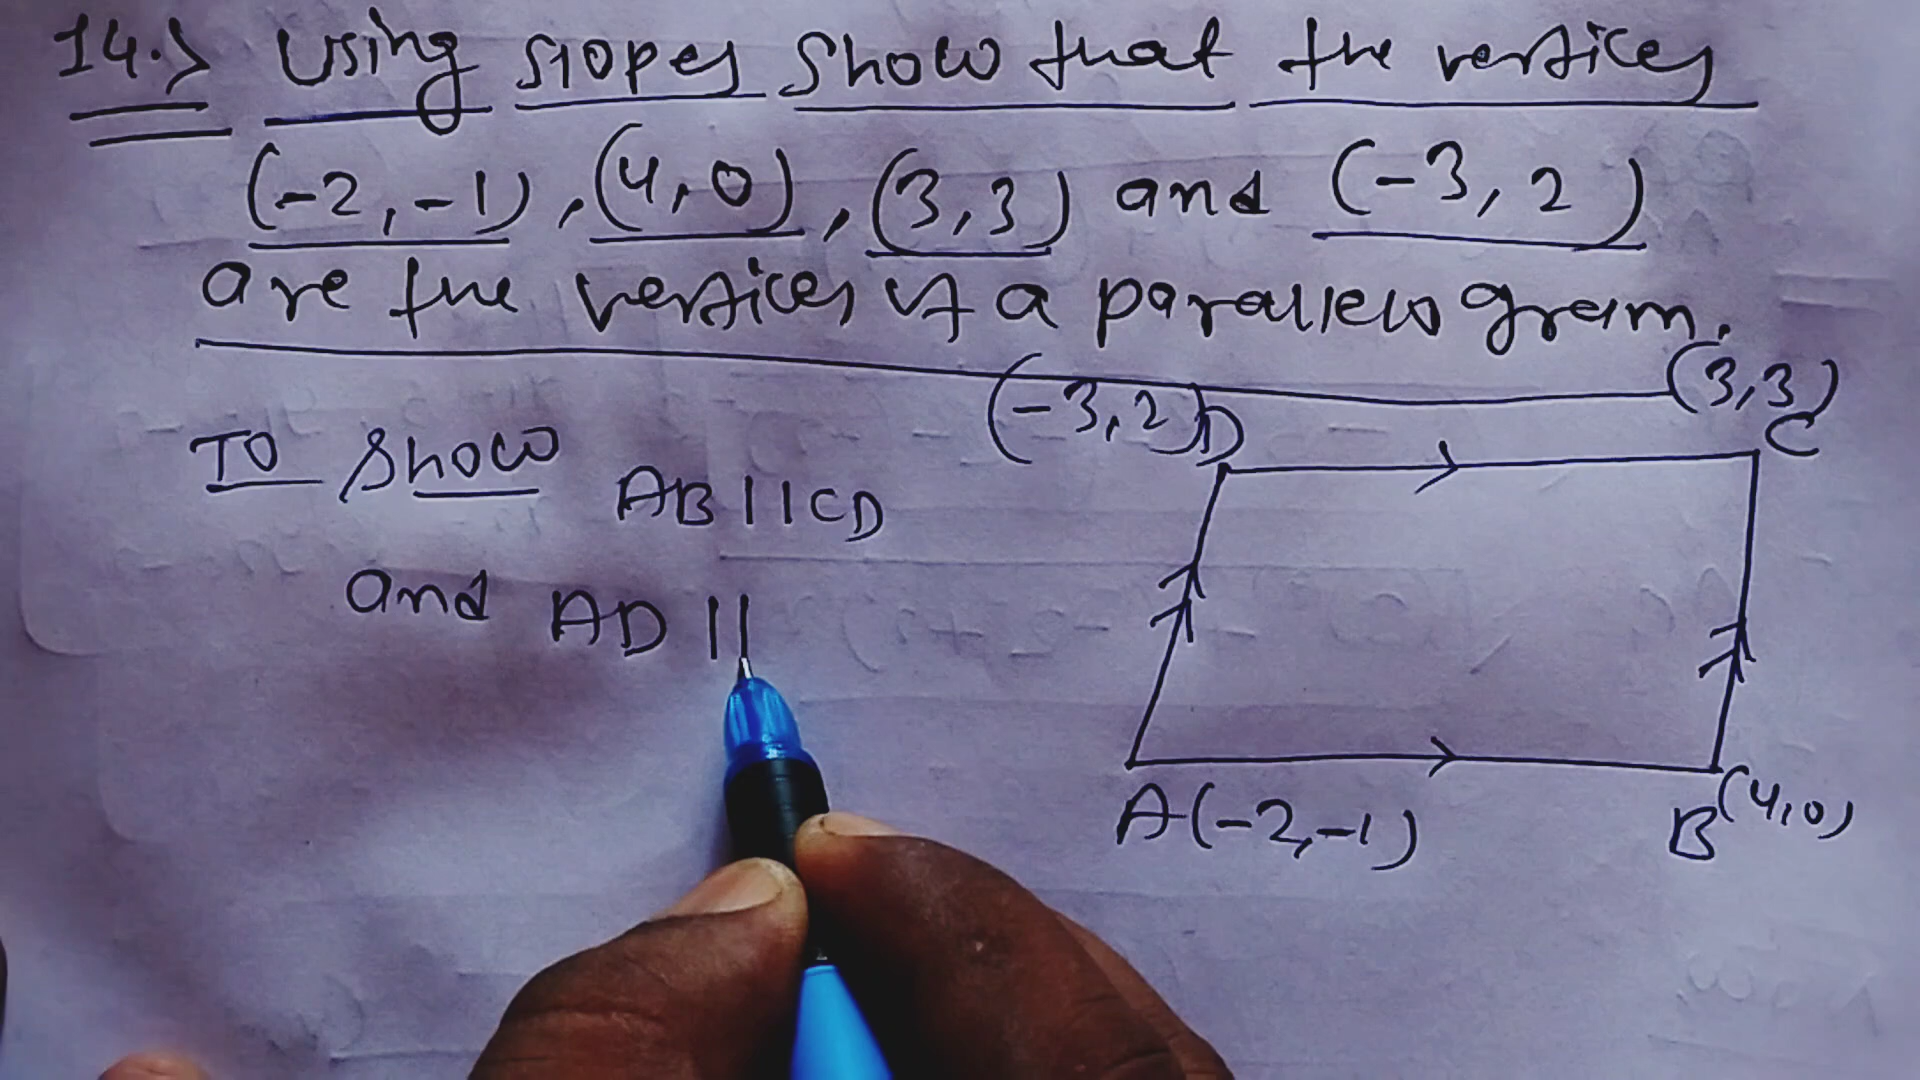 14.> Using slopes show that the vertices
(-2,-1), (4,0), (3,3) and (-3,2)
are the vertices of a parallelogram.
(-3,2) D
(3,3)
C
To show AB||CD
and AD ||
A(-2,-1)
B(4,0)